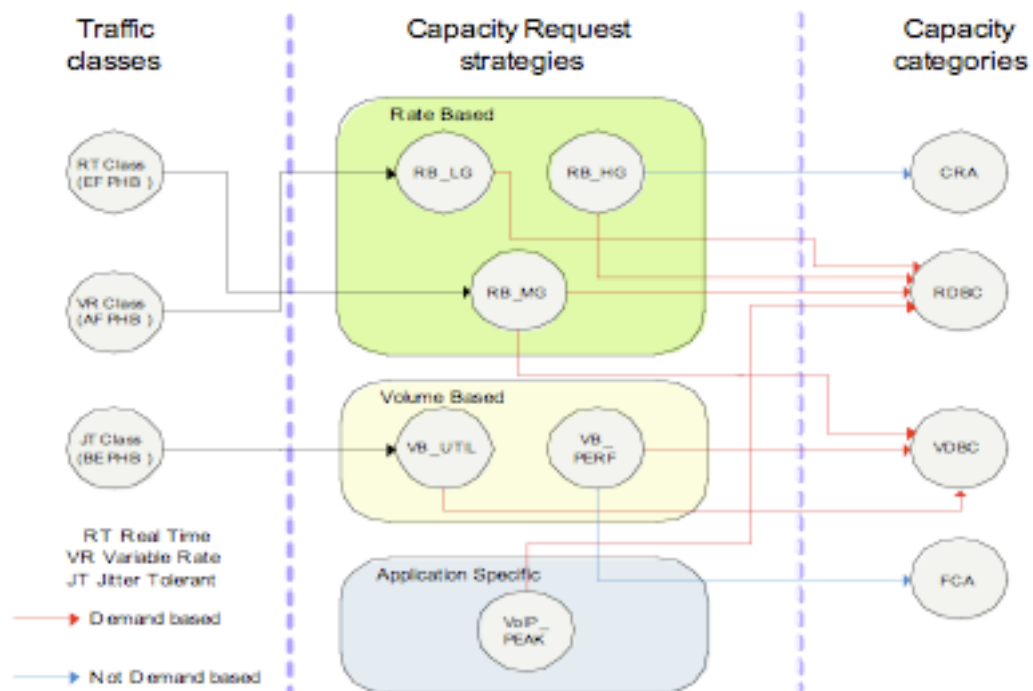 Traffic
classes
Capacity Request
strategies
Capacity
categories
Rate Based
RT Class
(EF PHB )
RB_LG
RB_HG
CRA
VR Class
(AF PHB )
RB_MG
RDBC
Volume Based
JT Class
(BE PHB )
VB_UTIL
VB_
PERF
VDBC
RT Real Time
VR Variable Rate
JT Jitter Tolerant
Application Specific
FCA
Demand based
VoIP_
PEAK
Not Demand based